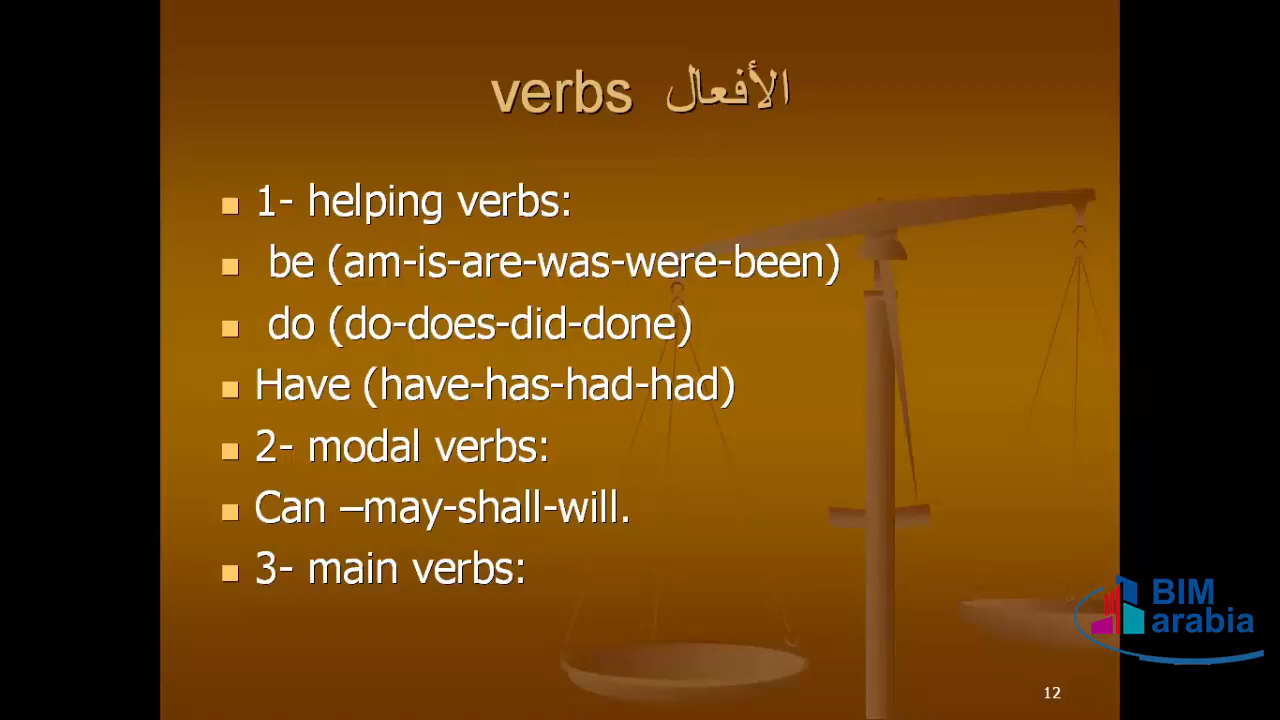 verbs الأفعال
1- helping verbs:
be (am-is-are-was-were-been)
do (do-does-did-done)
Have (have-has-had-had)
2- modal verbs:
Can –may-shall-will.
3- main verbs:
BIM
arabia
12